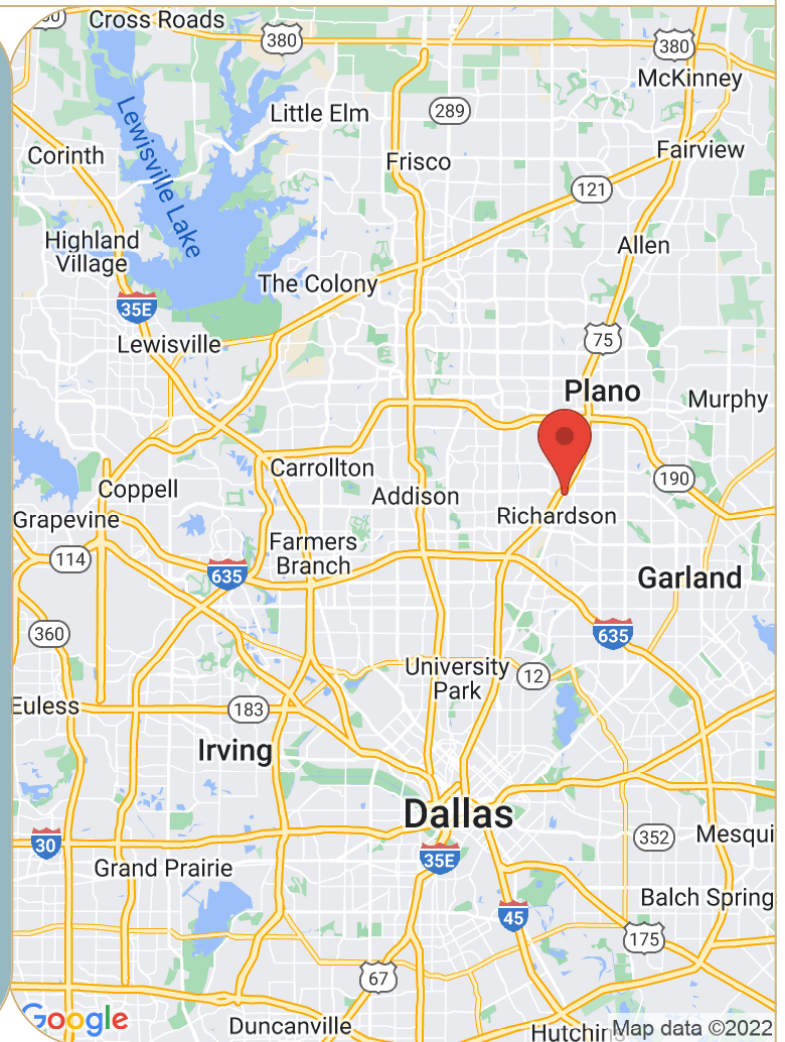 Cross Roads
380
380
McKinney
Little Elm
289
Lewisville Lake
Corinth
Frisco
Fairview
121
Highland
Village
Allen
The Colony
35E
75
Lewisville
Plano
Murphy
Carrollton
190
Coppell
Addison
Grapevine
Richardson
Farmers
Branch
114
635
Garland
360
635
University
Park
12
Euless
183
Irving
Dallas
30
352
Mesqui
35E
Grand Prairie
Balch Spring
45
175
67
Google
Duncanville
Hutchin
Map data ©2022